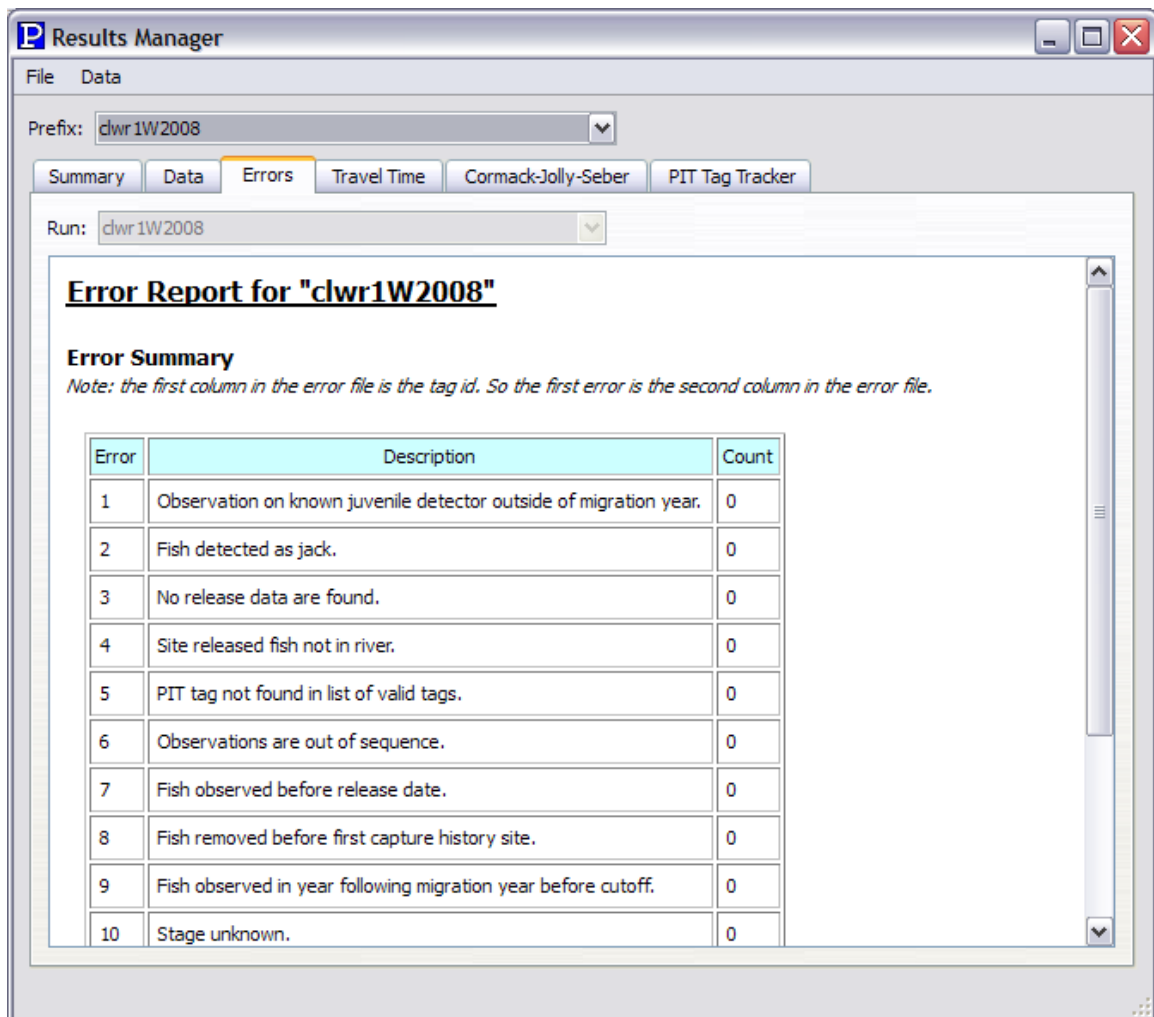 P Results Manager
File Data
Prefix: clwr1W2008
Summary Data Errors Travel Time Cormack-Jolly-Seber PIT Tag Tracker
Run: clwr1W2008
Error Report for "clwr1W2008"
Error Summary
Note: the first column in the error file is the tag id. So the first error is the second column in the error file.
Error Description Count
1 Observation on known juvenile detector outside of migration year. 0
2 Fish detected as jack. 0
3 No release data are found. 0
4 Site released fish not in river. 0
5 PIT tag not found in list of valid tags. 0
6 Observations are out of sequence. 0
7 Fish observed before release date. 0
8 Fish removed before first capture history site. 0
9 Fish observed in year following migration year before cutoff. 0
10 Stage unknown. 0